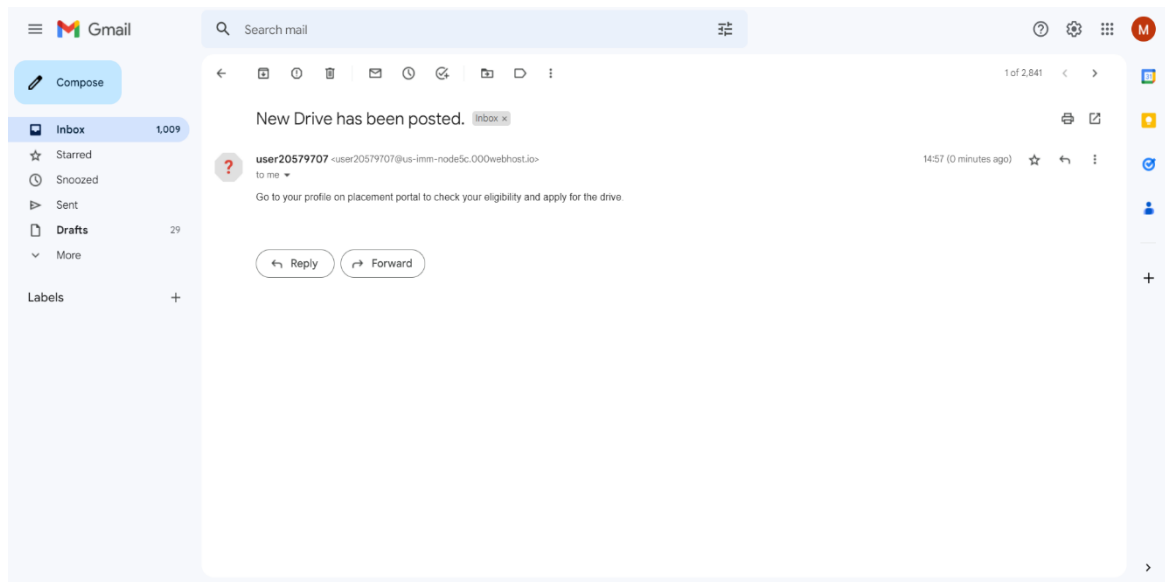 Gmail
Search mail
M
Compose
1 of 2,841
Inbox 1,009
Starred
Snoozed
Sent
Drafts 29
More
Labels
New Drive has been posted. Inbox ×
?
user20579707 <user20579707@us-imm-node5c.000webhost.io> 14:57 (0 minutes ago)
to me
Go to your profile on placement portal to check your eligibility and apply for the drive.
Reply Forward
31